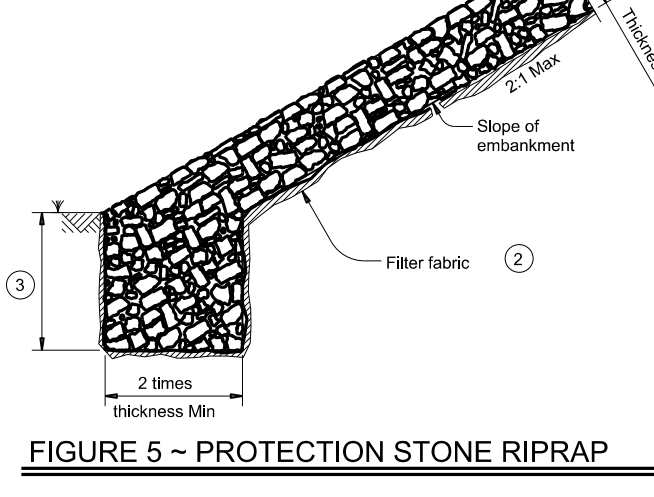 Thickness
2:1 Max
Slope of
embankment
Filter fabric
2
3
2 times
thickness Min
FIGURE 5 ~ PROTECTION STONE RIPRAP